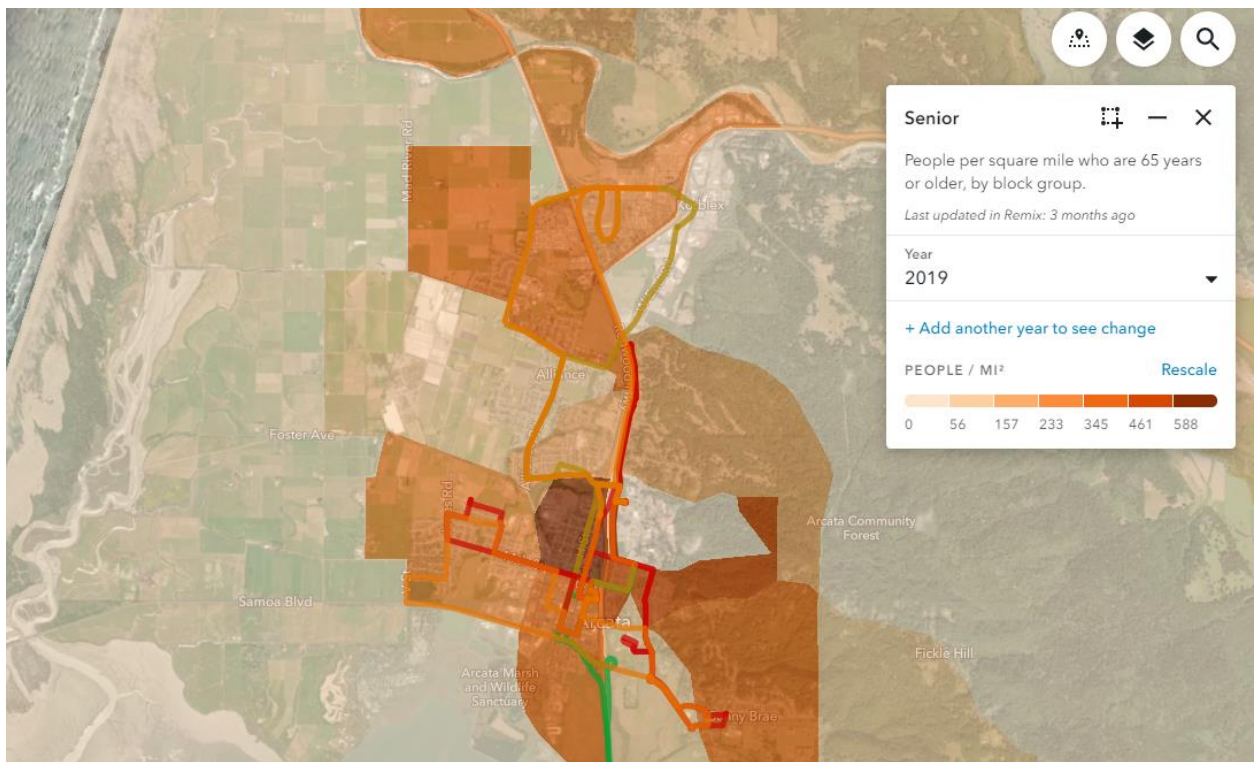 Senior
People per square mile who are 65 years
or older, by block group.
Last updated in Remix: 3 months ago
Year
2019
+ Add another year to see change
PEOPLE / MI²
Rescale
0 56 157 233 345 461 588
Mad River Rd
Alliance
Foster Ave
Arcata Community
Forest
Samoa Blvd
Arcata
Fickle Hill
Arcata Marsh
and Wildlife
Sanctuary